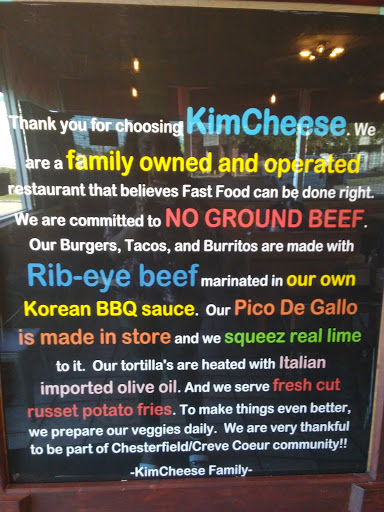 Thank you for choosing KimCheese. We
are a family owned and operated
restaurant that believes Fast Food can be done right.
We are committed to NO GROUND BEEF.
Our Burgers, Tacos, and Burritos are made with
Rib-eye beef marinated in our own
Korean BBQ sauce. Our Pico De Gallo
is made in store and we squeez real lime
to it. Our tortilla's are heated with Italian
imported olive oil. And we serve fresh cut
russet potato fries. To make things even better,
we prepare our veggies daily. We are very thankful
to be part of Chesterfield/Creve Coeur community!!
-KimCheese Family-